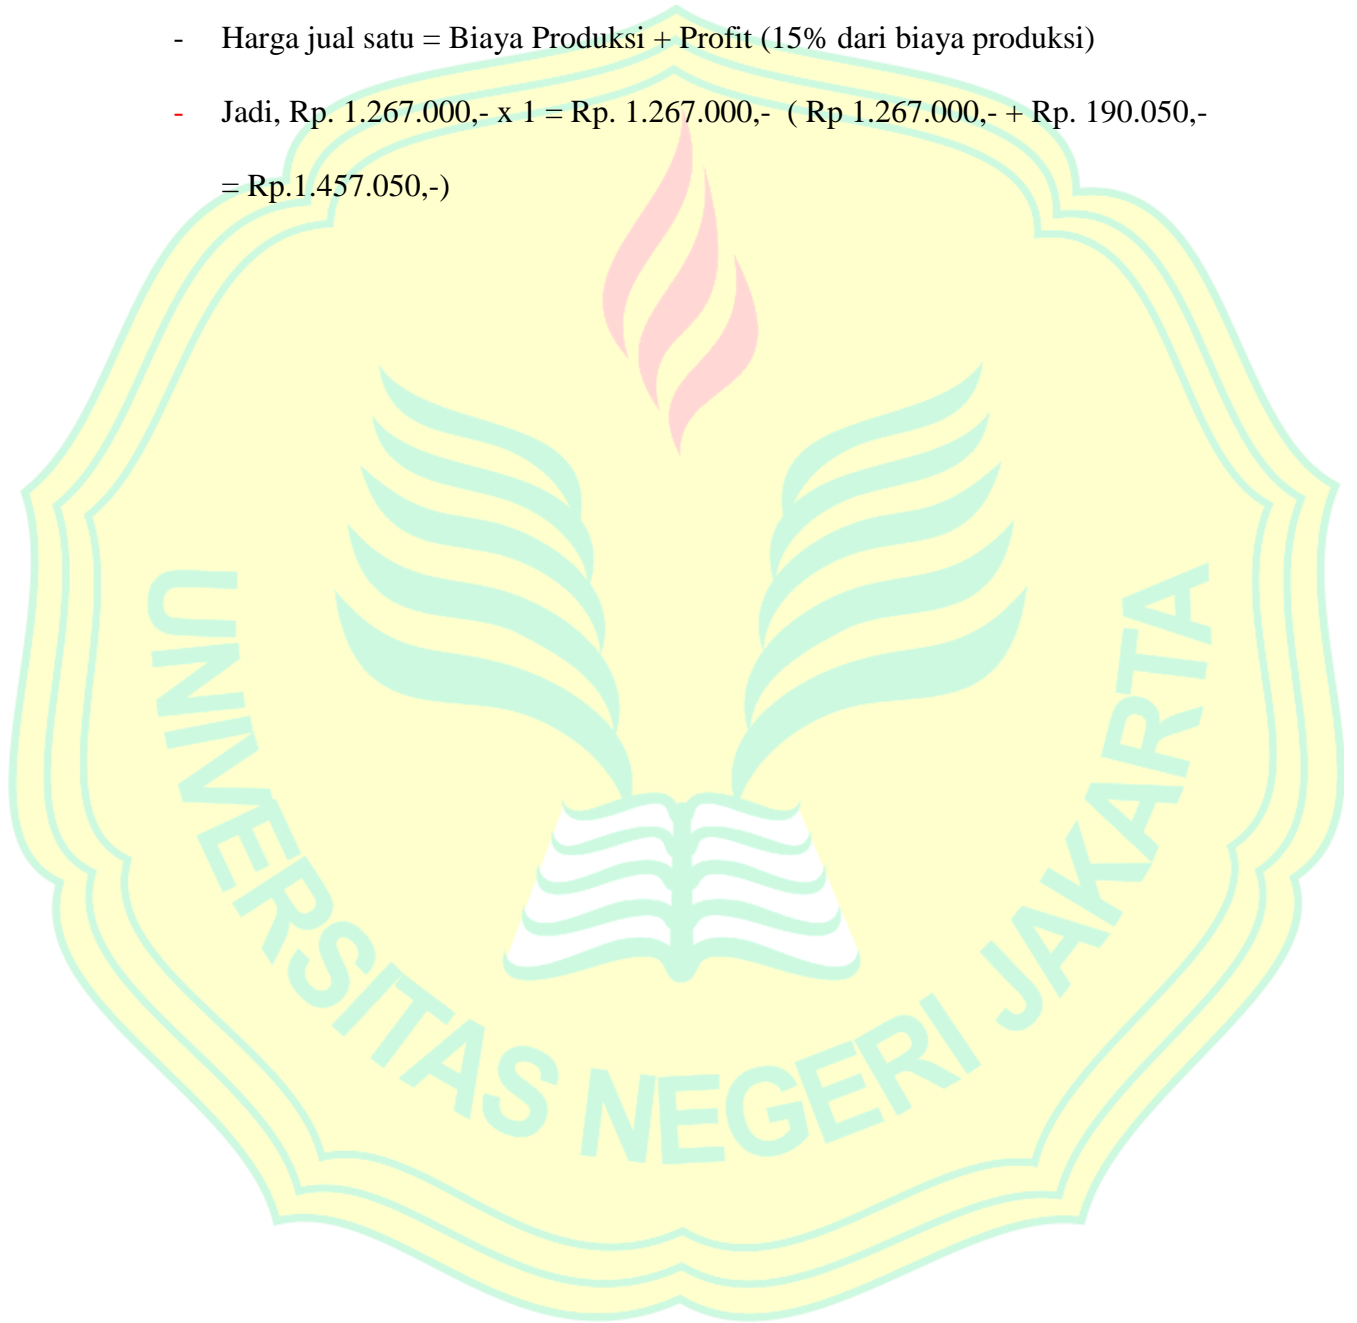 - Harga jual satu = Biaya Produksi + Profit (15% dari biaya produksi)
- Jadi, Rp. 1.267.000,- x 1 = Rp. 1.267.000,- ( Rp 1.267.000,- + Rp. 190.050,-
= Rp.1.457.050,-)
UNIVERSITAS NEGERI JAKARTA